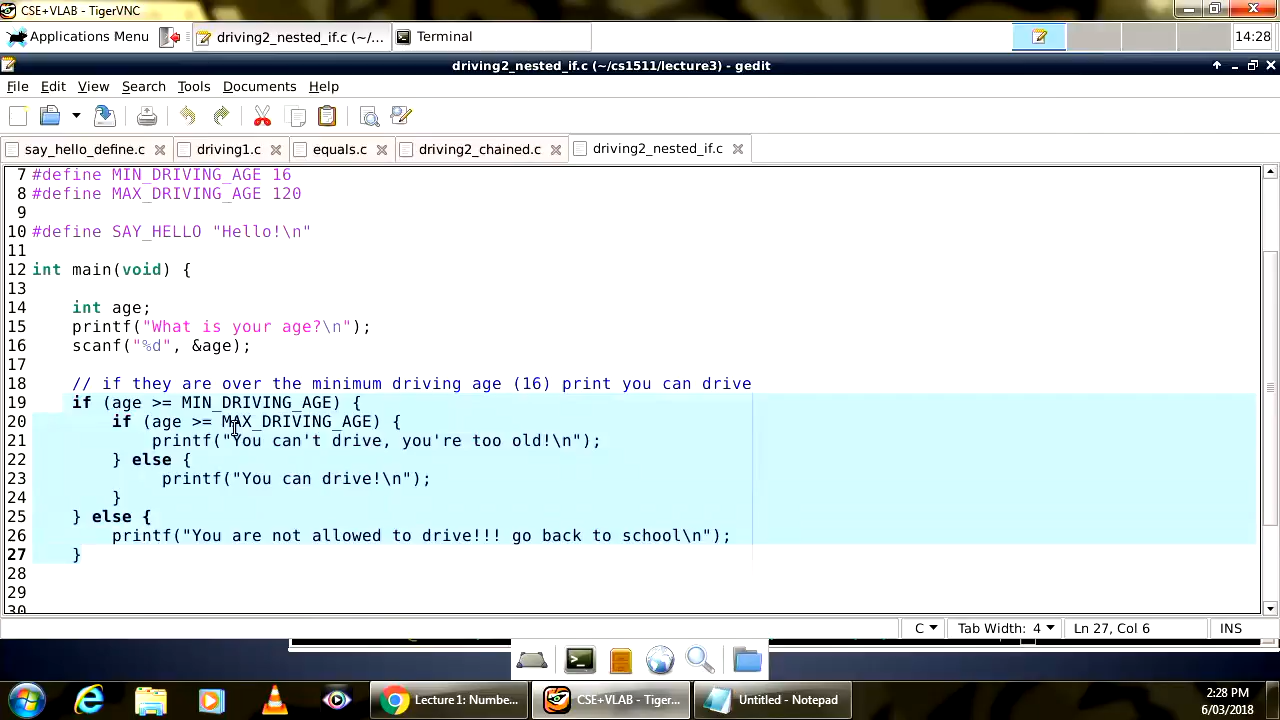 CSE+VLAB - TigerVNC
Applications Menu
driving2_nested_if.c (~/...
Terminal
14:28
driving2_nested_if.c (~/cs1511/lecture3) - gedit
File Edit View Search Tools Documents Help
say_hello_define.c
driving1.c
equals.c
driving2_chained.c
driving2_nested_if.c
7 #define MIN_DRIVING_AGE 16
8 #define MAX_DRIVING_AGE 120
9
10 #define SAY_HELLO "Hello!\n"
11
12 int main(void) {
13
14     int age;
15     printf("What is your age?\n");
16     scanf("%d", &age);
17
18     // if they are over the minimum driving age (16) print you can drive
19     if (age >= MIN_DRIVING_AGE) {
20         if (age >= MAX_DRIVING_AGE) {
21             printf("You can't drive, you're too old!\n");
22         } else {
23              printf("You can drive!\n");
24         }
25     } else {
26         printf("You are not allowed to drive!!! go back to school\n");
27     }
28
29
30
C
Tab Width: 4
Ln 27, Col 6
INS
Lecture 1: Numbe...
CSE+VLAB - Tiger...
Untitled - Notepad
2:28 PM
6/03/2018